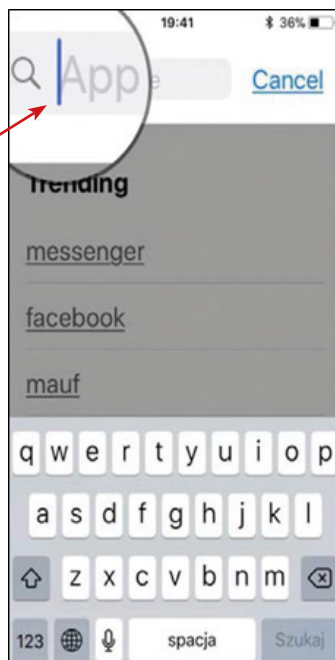 19:41 36%
App e Cancel
Trending
messenger
facebook
mauf
q w e r t y u i o p
a s d f g h j k l
z x c v b n m
123 spacja Szukaj